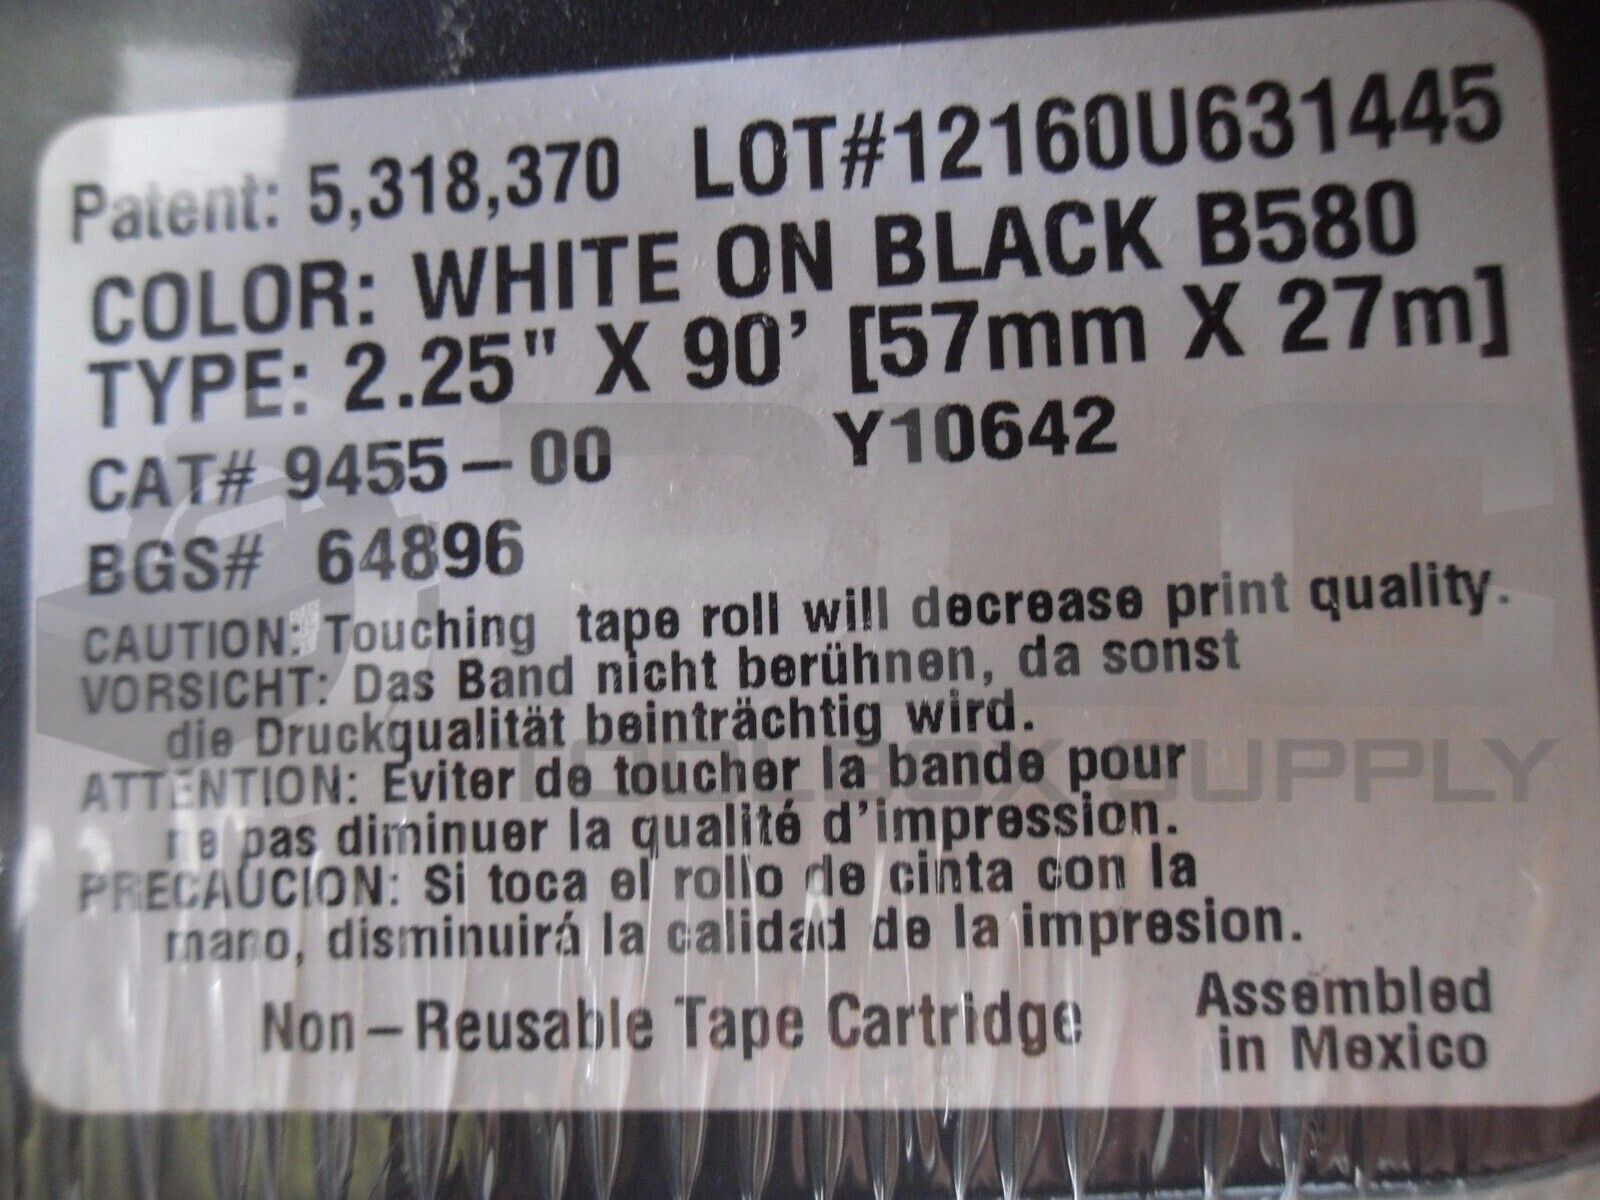 Patent: 5,318,370 LOT#12160U631445
COLOR: WHITE ON BLACK B580
TYPE: 2.25" X 90' [57mm X 27m]
CAT# 9455-00 Y10642
BGS# 64896
CAUTION: Touching tape roll will decrease print quality.
VORSICHT: Das Band nicht berühnen, da sonst
die Druckqualität beinträchtig wird.
ATTENTION: Eviter de toucher la bande pour
ne pas diminuer la qualité d'impression.
PRECAUCION: Si toca el rollo de cinta con la
mano, disminuirá la calidad de la impresion.
Non-Reusable Tape Cartridge
Assembled
in Mexico
PLC
TOOLBOX SUPPLY